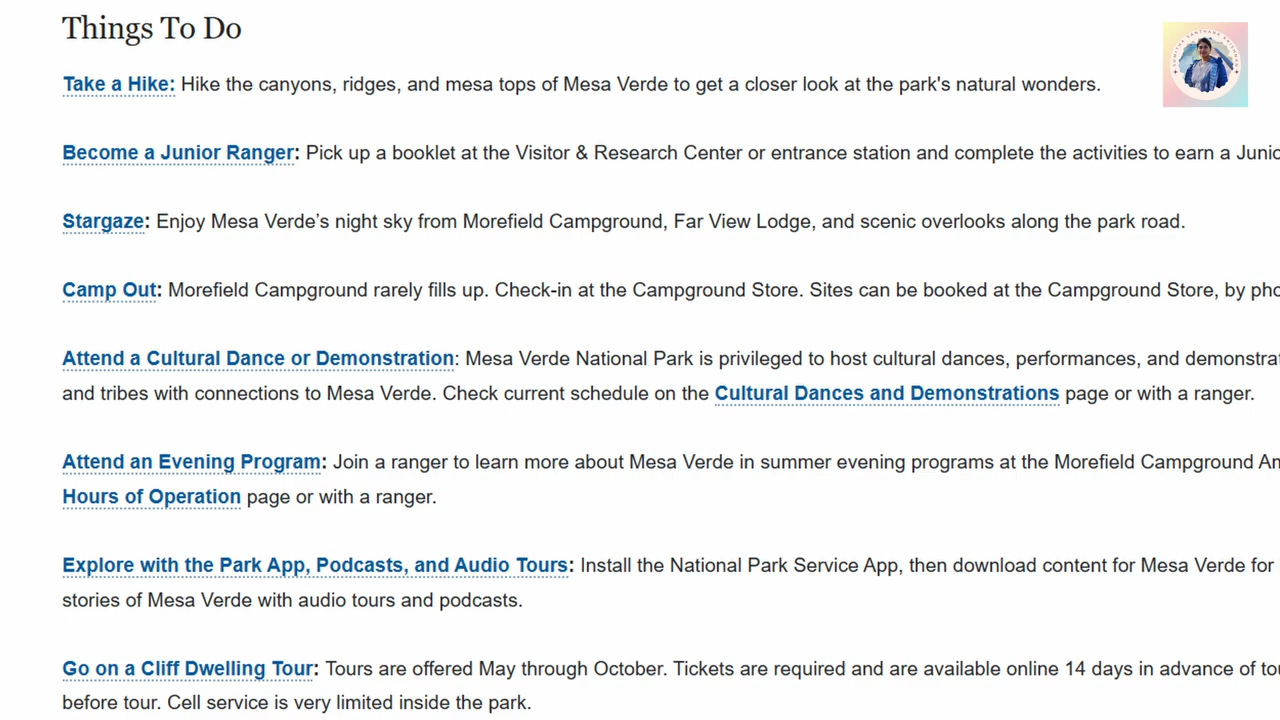 Things To Do
Take a Hike: Hike the canyons, ridges, and mesa tops of Mesa Verde to get a closer look at the park's natural wonders.
Become a Junior Ranger: Pick up a booklet at the Visitor & Research Center or entrance station and complete the activities to earn a
Stargaze: Enjoy Mesa Verde’s night sky from Morefield Campground, Far View Lodge, and scenic overlooks along the park road.
Camp Out: Morefield Campground rarely fills up. Check-in at the Campground Store. Sites can be booked at the Campground Store, by
Attend a Cultural Dance or Demonstration: Mesa Verde National Park is privileged to host cultural dances, performances, and
and tribes with connections to Mesa Verde. Check current schedule on the Cultural Dances and Demonstrations page or with a ranger.
Attend an Evening Program: Join a ranger to learn more about Mesa Verde in summer evening programs at the Morefield Campground
Hours of Operation page or with a ranger.
Explore with the Park App, Podcasts, and Audio Tours: Install the National Park Service App, then download content for Mesa Verde for
stories of Mesa Verde with audio tours and podcasts.
Go on a Cliff Dwelling Tour: Tours are offered May through October. Tickets are required and are available online 14 days in advance of
before tour. Cell service is very limited inside the park.